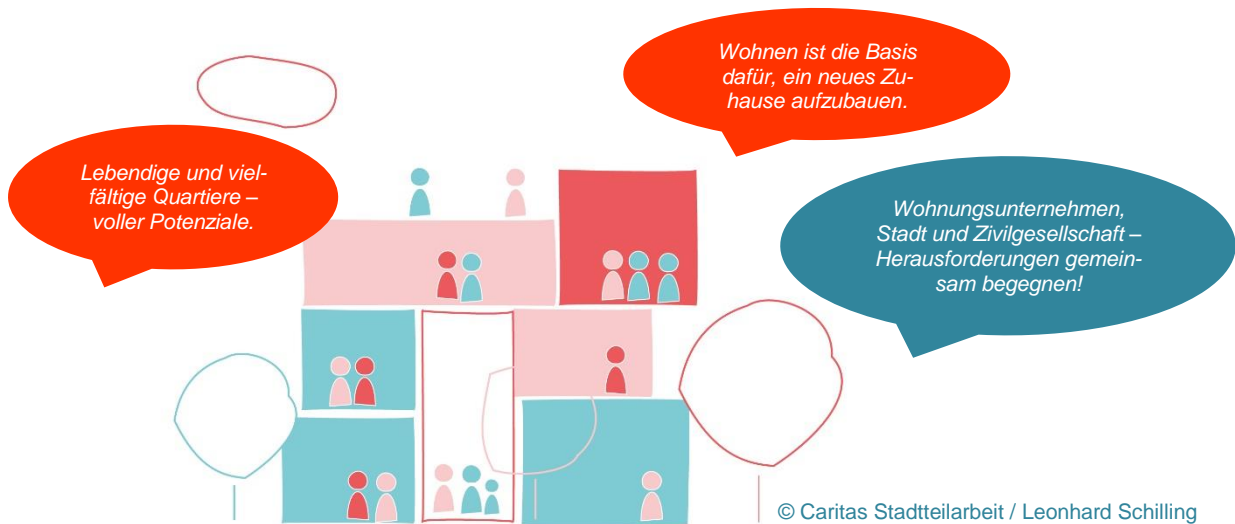 Wohnen ist die Basis
dafür, ein neues Zu-
hause aufzubauen.
Lebendige und viel-
fältige Quartiere –
voller Potenziale.
Wohnungsunternehmen,
Stadt und Zivilgesellschaft –
Herausforderungen gemein-
sam begegnen!
© Caritas Stadtteilarbeit / Leonhard Schilling